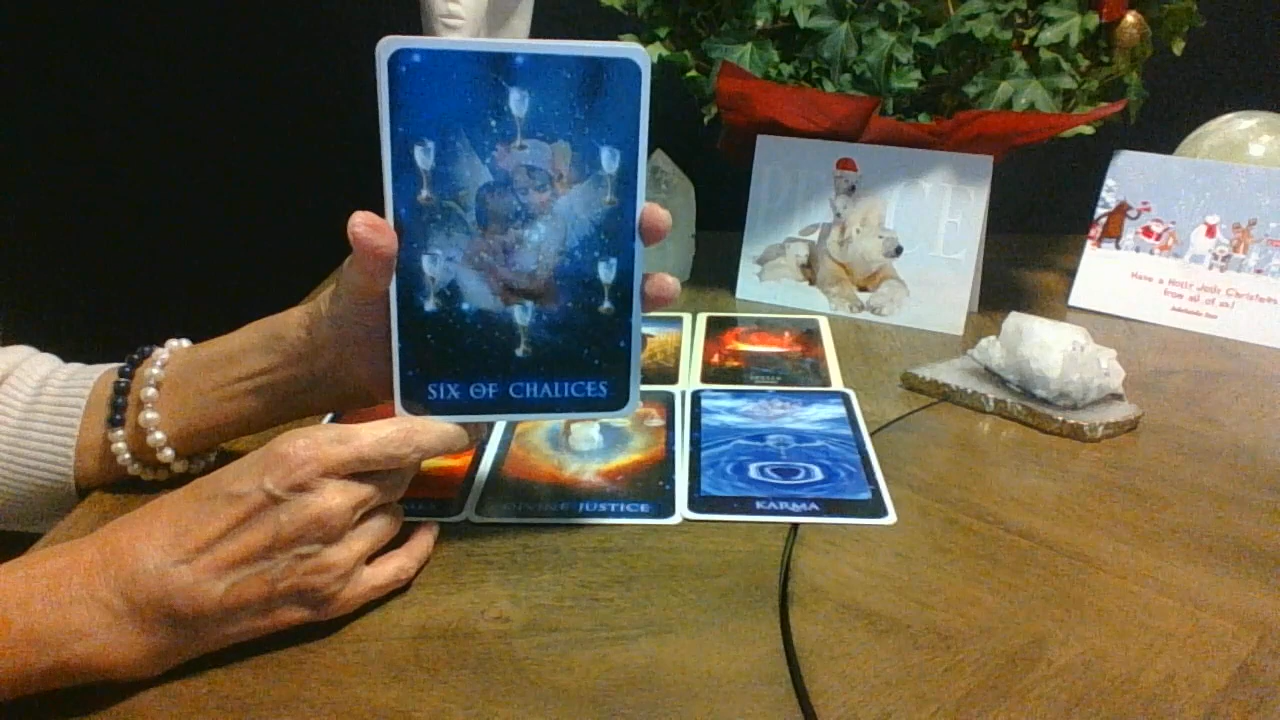 SIX OF CHALICES
PEACE
Have a Holly Jolly Christmas
from all of us!
DIVINE JUSTICE
KARMA